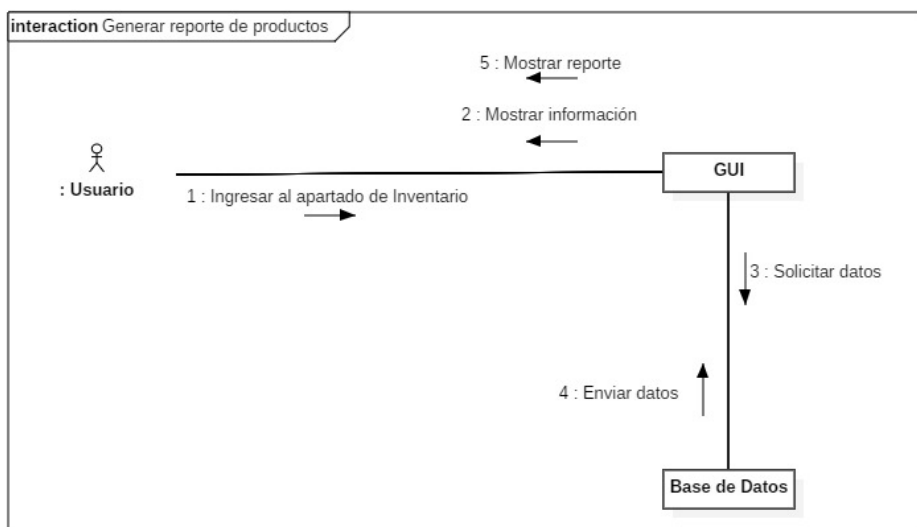 interaction Generar reporte de productos
5 : Mostrar reporte
2 : Mostrar información
: Usuario
GUI
1 : Ingresar al apartado de Inventario
3 : Solicitar datos
4 : Enviar datos
Base de Datos